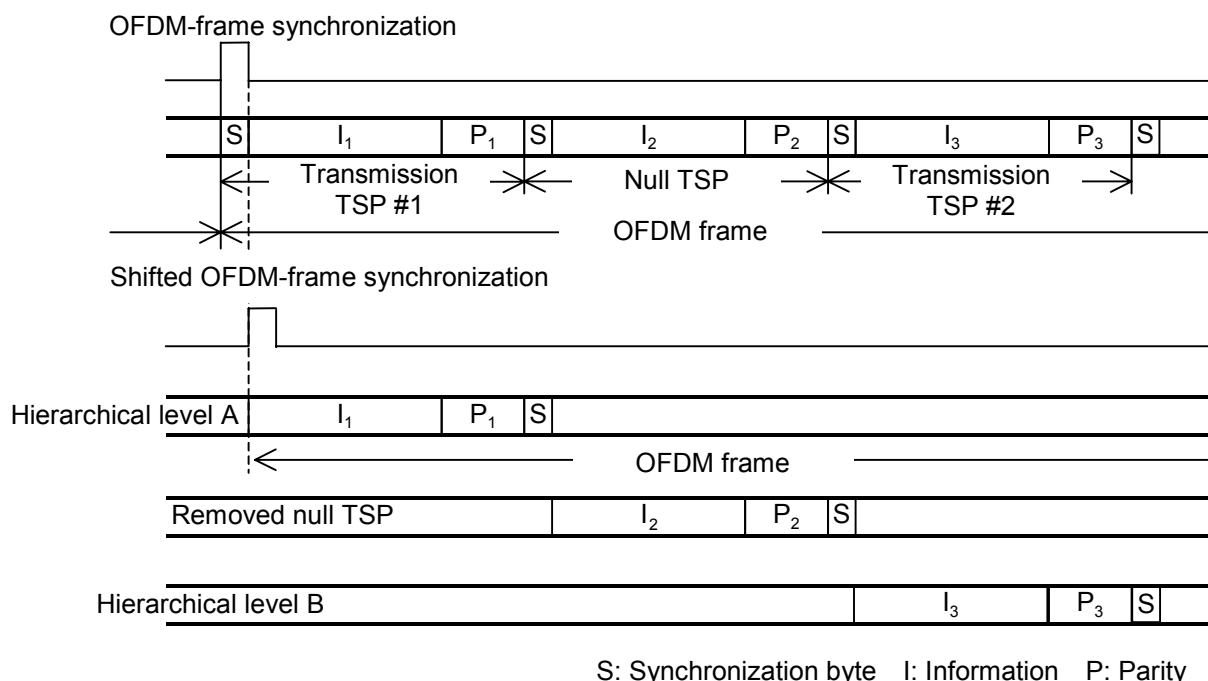 OFDM-frame synchronization
S I₁ P₁ S I₂ P₂ S I₃ P₃ S
Transmission TSP #1 Null TSP Transmission TSP #2
OFDM frame
Shifted OFDM-frame synchronization
Hierarchical level A I₁ P₁ S
OFDM frame
Removed null TSP I₂ P₂ S
Hierarchical level B I₃ P₃ S
S: Synchronization byte I: Information P: Parity